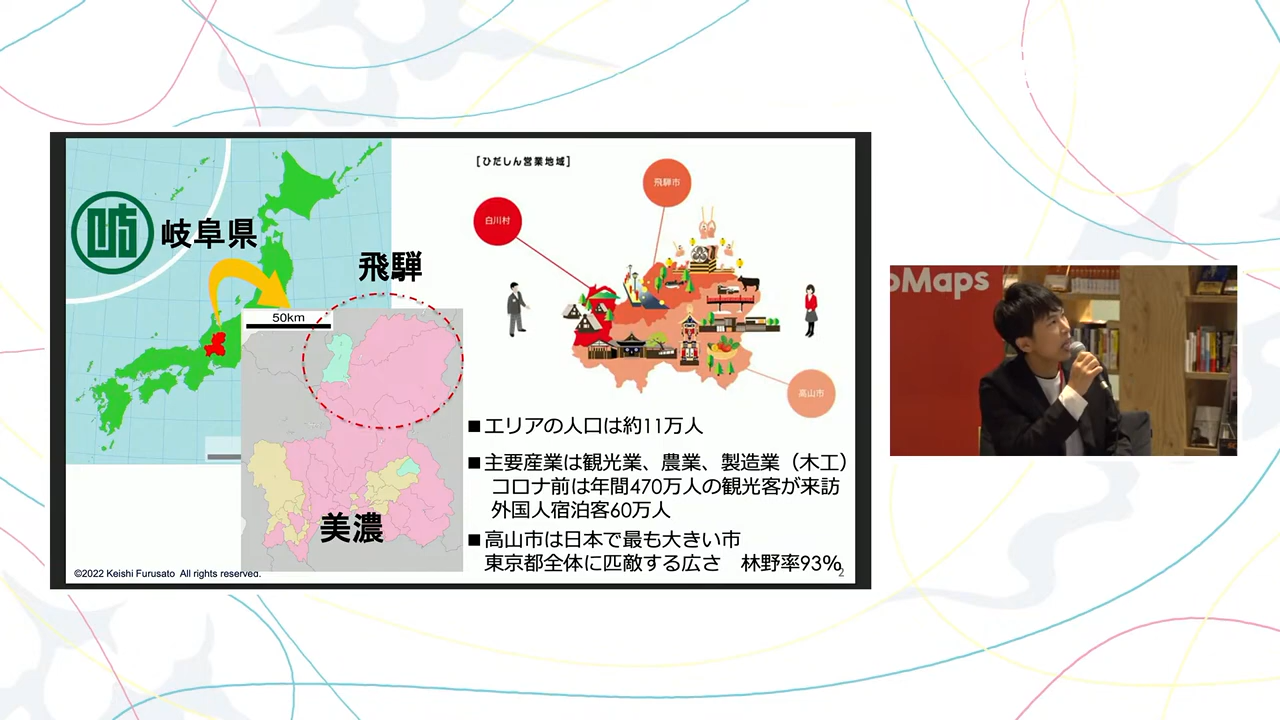 岐
岐阜県
飛騨
50km
美濃
©2022 Keishi Furusato All rights reserved.
[ひだしん営業地域]
飛騨市
白川村
高山市
■エリアの人口は約11万人
■主要産業は観光業、農業、製造業（木工）
コロナ前は年間470万人の観光客が来訪
外国人宿泊客60万人
■高山市は日本で最も大きい市
東京都全体に匹敵する広さ 林野率93%
2
oMaps